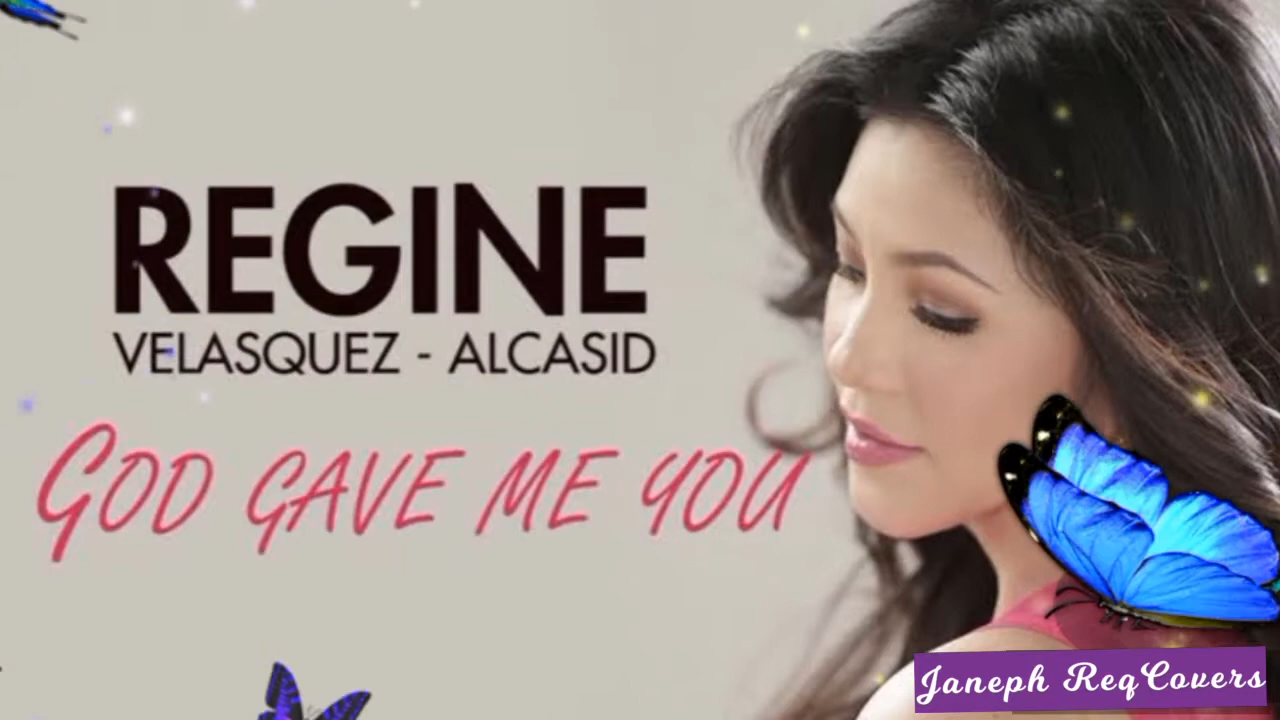 REGINE
VELASQUEZ - ALCASID
GOD GAVE ME YOU
Janeph ReqCovers